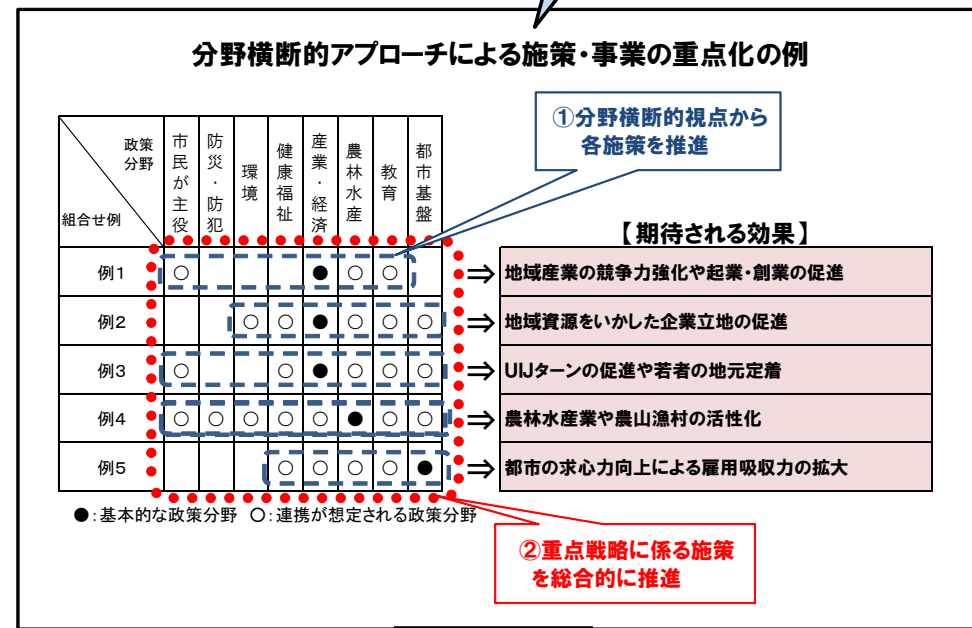 分野横断的アプローチによる施策・事業の重点化の例
①分野横断的視点から
各施策を推進
政策
分野
組合せ例
市民が主役
防災・防犯
環境
健康福祉
産業・経済
農林水産
教育
都市基盤
【期待される効果】
例1 ○ ● ○ ○ ⇒ 地域産業の競争力強化や起業・創業の促進
例2 ○ ○ ● ○ ○ ○ ⇒ 地域資源をいかした企業立地の促進
例3 ○ ○ ● ○ ○ ○ ⇒ UIJターンの促進や若者の地元定着
例4 ○ ○ ○ ○ ○ ● ○ ○ ⇒ 農林水産業や農山漁村の活性化
例5 ○ ○ ○ ○ ● ⇒ 都市の求心力向上による雇用吸収力の拡大
●:基本的な政策分野 ○:連携が想定される政策分野
②重点戦略に係る施策
を総合的に推進